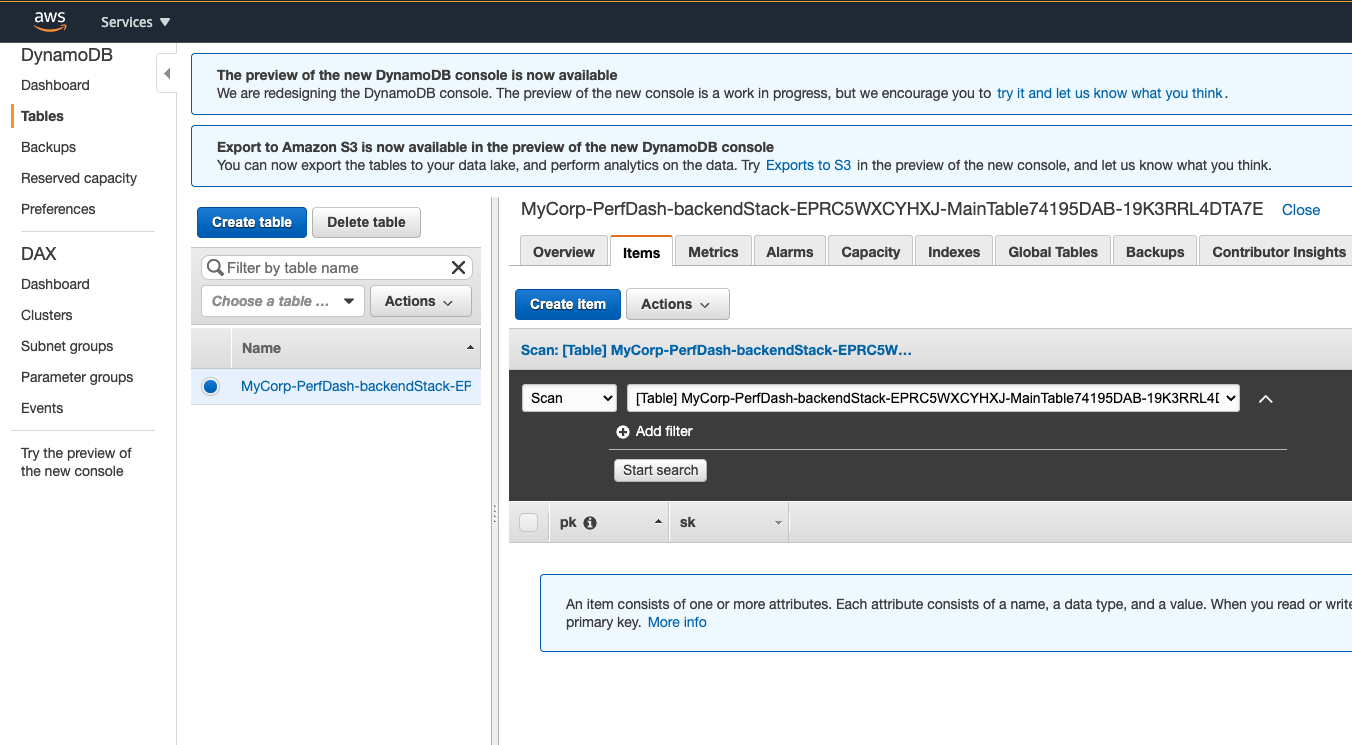 aws
Services
DynamoDB
Dashboard
Tables
Backups
Reserved capacity
Preferences
DAX
Dashboard
Clusters
Subnet groups
Parameter groups
Events
Try the preview of
the new console
The preview of the new DynamoDB console is now available
We are redesigning the DynamoDB console. The preview of the new console is a work in progress, but we encourage you to try it and let us know what you think.
Export to Amazon S3 is now available in the preview of the new DynamoDB console
You can now export the tables to your data lake, and perform analytics on the data. Try Exports to S3 in the preview of the new console, and let us know what you think.
Create table Delete table
Filter by table name
Choose a table ... Actions
Name
MyCorp-PerfDash-backendStack-EP
MyCorp-PerfDash-backendStack-EPRC5WXCYHXJ-MainTable74195DAB-19K3RRL4DTA7E Close
Overview Items Metrics Alarms Capacity Indexes Global Tables Backups Contributor Insights
Create item Actions
Scan: [Table] MyCorp-PerfDash-backendStack-EPRC5W...
Scan [Table] MyCorp-PerfDash-backendStack-EPRC5WXCYHXJ-MainTable74195DAB-19K3RRL4D
Add filter
Start search
pk sk
An item consists of one or more attributes. Each attribute consists of a name, a data type, and a value. When you read or write
primary key. More info